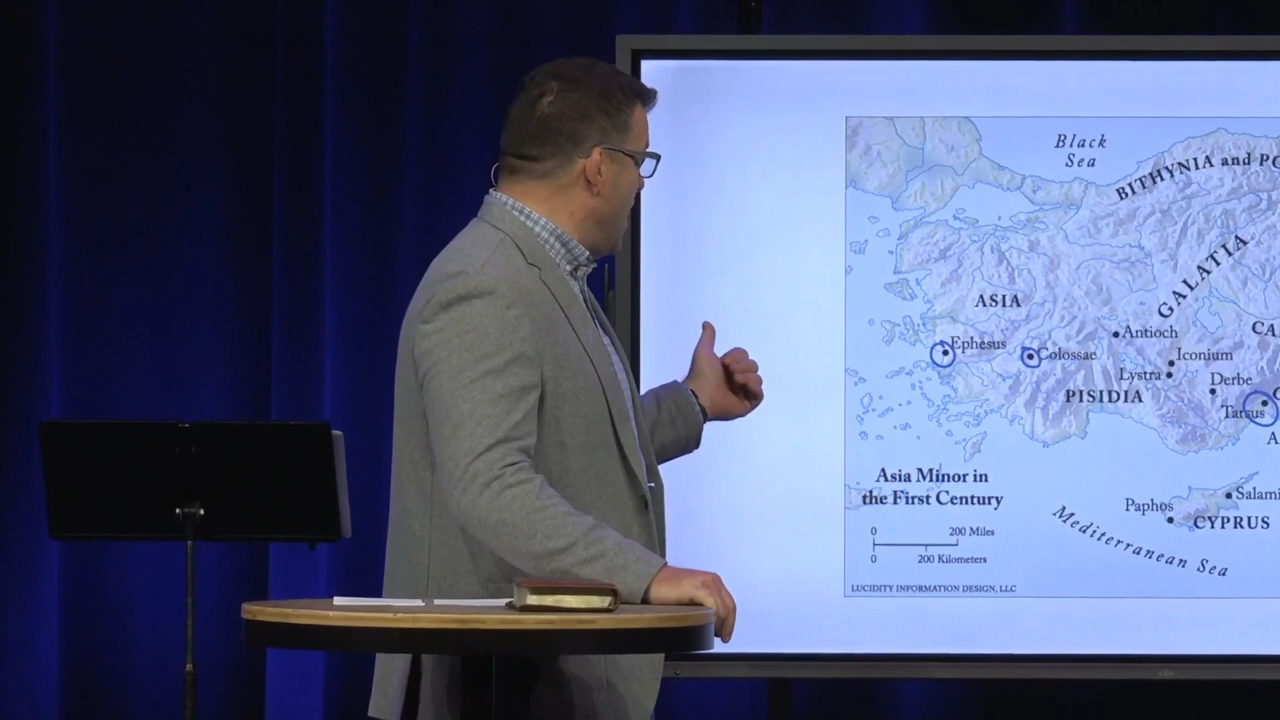 Black
Sea
BITHYNIA and PO
GALATIA
ASIA
CA
Antioch
Ephesus
Colossae
Iconium
Lystra
Derbe
PISIDIA
Tarsus
C
A
Asia Minor in
the First Century
Salami
Paphos
CYPRUS
Mediterranean Sea
0 200 Miles
0 200 Kilometers
LUCIDITY INFORMATION DESIGN, LLC